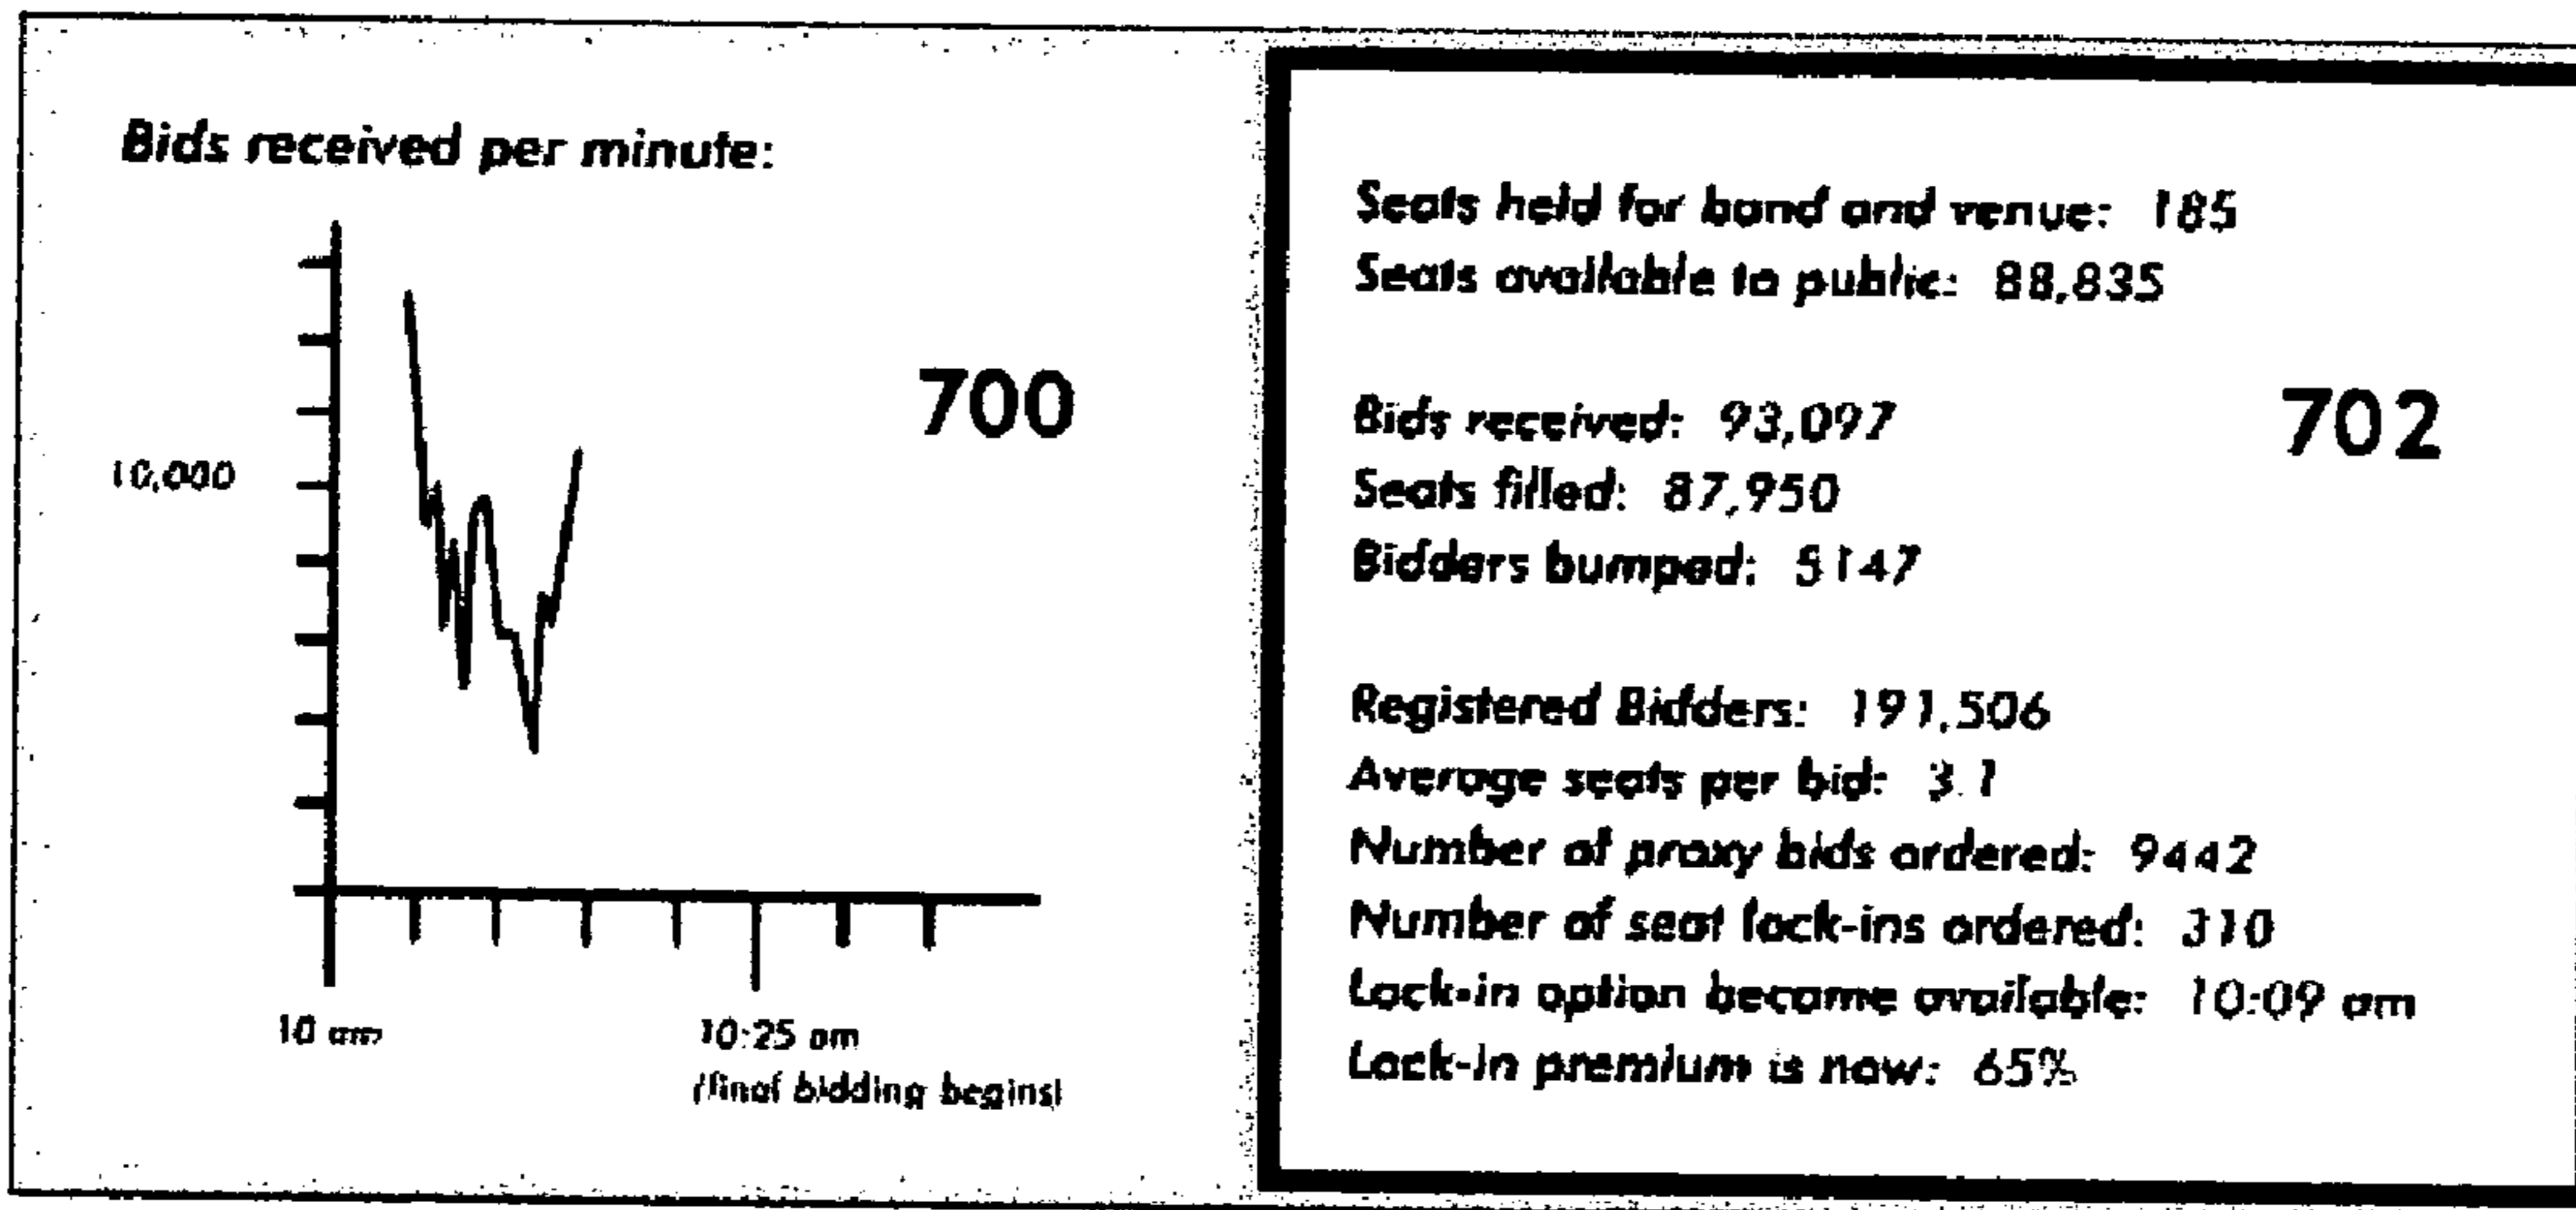 Bids received per minute:
700
10,000
10 am
10:25 am
(final bidding begins)
Seats held for band and venue: 185
Seats available to public: 88,835
702
Bids received: 93,097
Seats filled: 87,950
Bidders bumped: 5147
Registered Bidders: 191,506
Average seats per bid: 3.1
Number of proxy bids ordered: 9442
Number of seat lock-ins ordered: 310
Lock-in option became available: 10:09 am
Lock-in premium is now: 65%